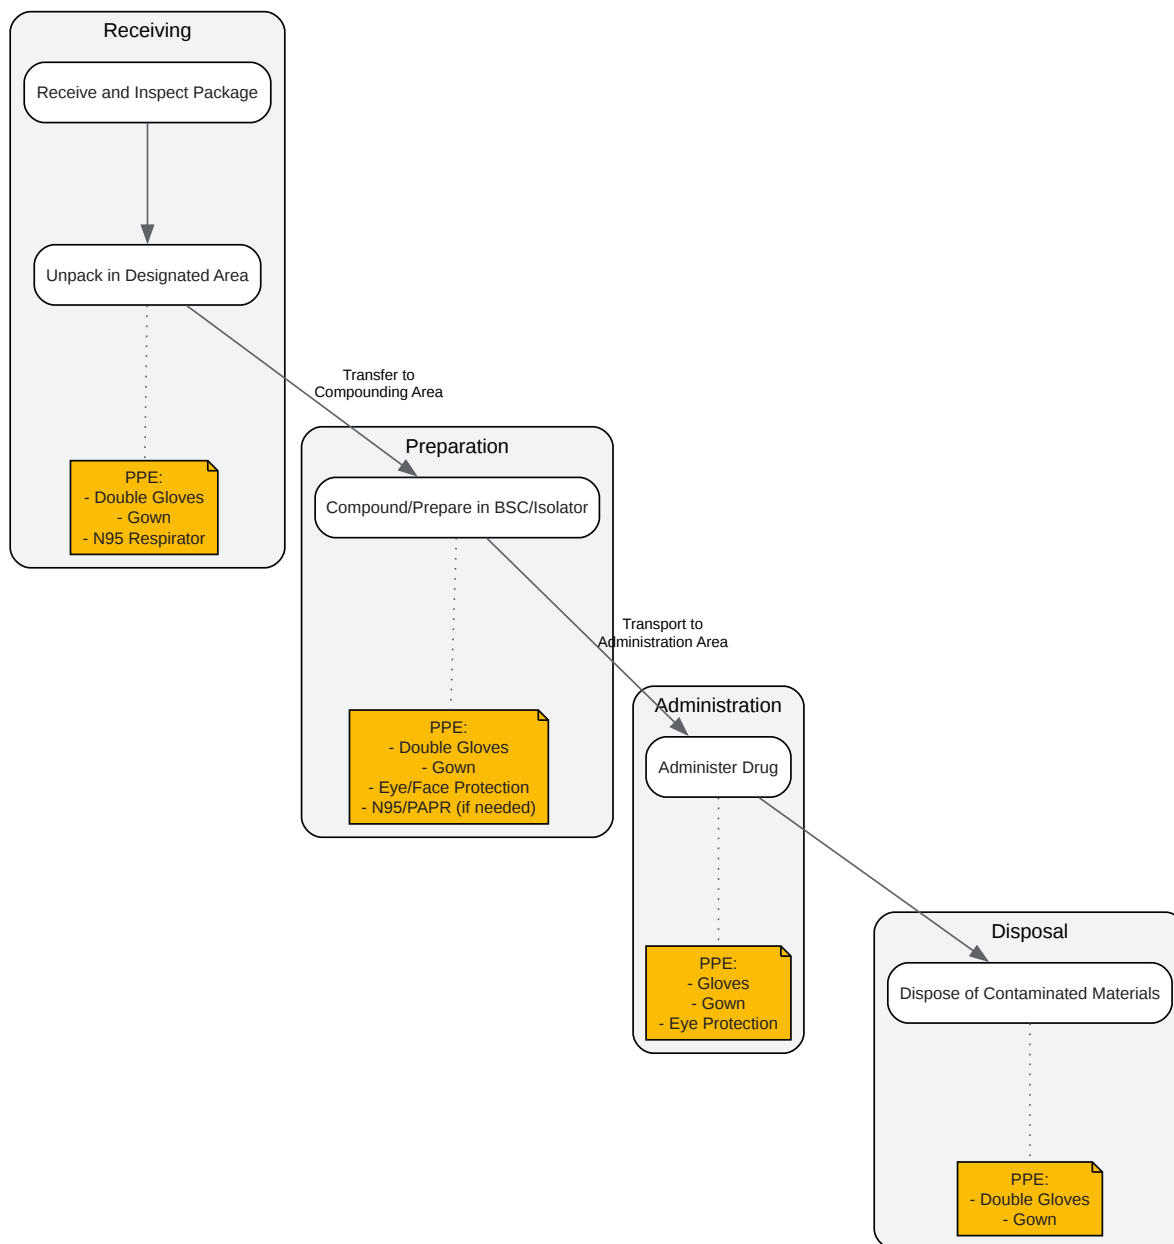 Receiving
Receive and Inspect Package
Unpack in Designated Area
PPE:
- Double Gloves
- Gown
- N95 Respirator
Transfer to
Compounding Area
Preparation
Compound/Prepare in BSC/Isolator
PPE:
- Double Gloves
- Gown
- Eye/Face Protection
- N95/PAPR (if needed)
Transport to
Administration Area
Administration
Administer Drug
PPE:
- Gloves
- Gown
- Eye Protection
Disposal
Dispose of Contaminated Materials
PPE:
- Double Gloves
- Gown